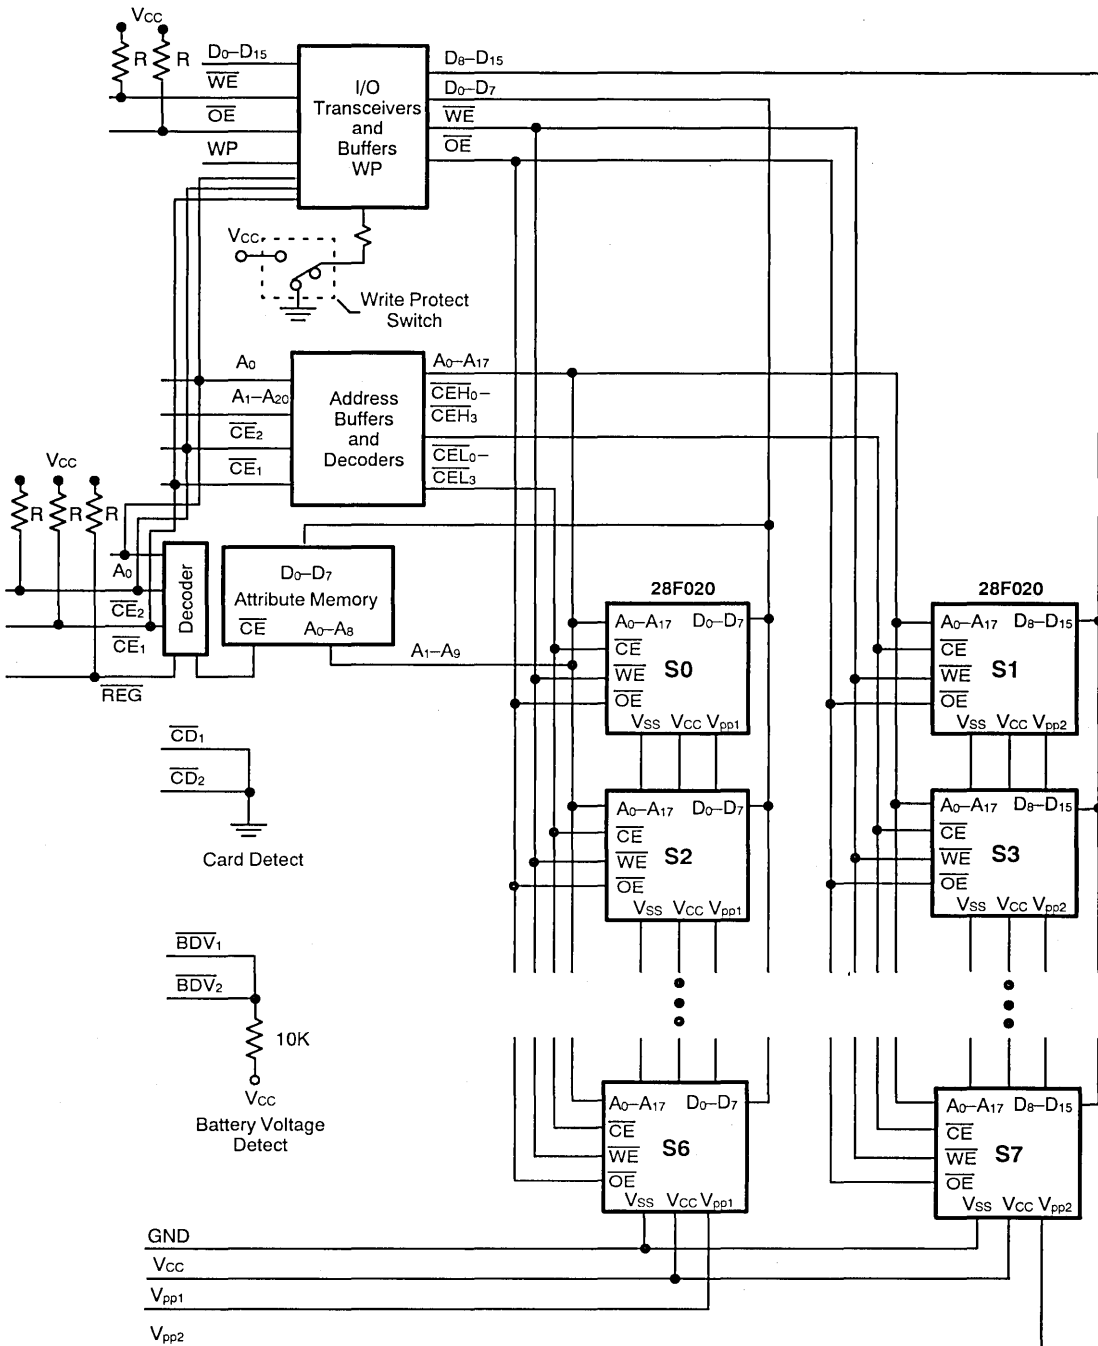 VCC
R R
D0–D15
WE
OE
WP
I/O
Transceivers
and
Buffers
WP
D8–D15
D0–D7
WE
OE
VCC
Write Protect
Switch
A0
A1–A20
CE2
CE1
Address
Buffers
and
Decoders
A0–A17
CEH0–
CEH3
CEL0–
CEL3
VCC
R R R
A0
CE2
CE1
REG
Decoder
D0–D7
Attribute Memory
CE A0–A8
A1–A9
28F020
A0–A17 D0–D7
CE
WE
OE
S0
VSS VCC Vpp1
28F020
A0–A17 D8–D15
CE
WE
OE
S1
VSS VCC Vpp2
CD1
CD2
Card Detect
A0–A17 D0–D7
CE
WE
OE
S2
VSS VCC Vpp1
A0–A17 D8–D15
CE
WE
OE
S3
VSS VCC Vpp2
BDV1
BDV2
10K
VCC
Battery Voltage
Detect
A0–A17 D0–D7
CE
WE
OE
S6
VSS VCC Vpp1
A0–A17 D8–D15
CE
WE
OE
S7
VSS VCC Vpp2
GND
VCC
Vpp1
Vpp2